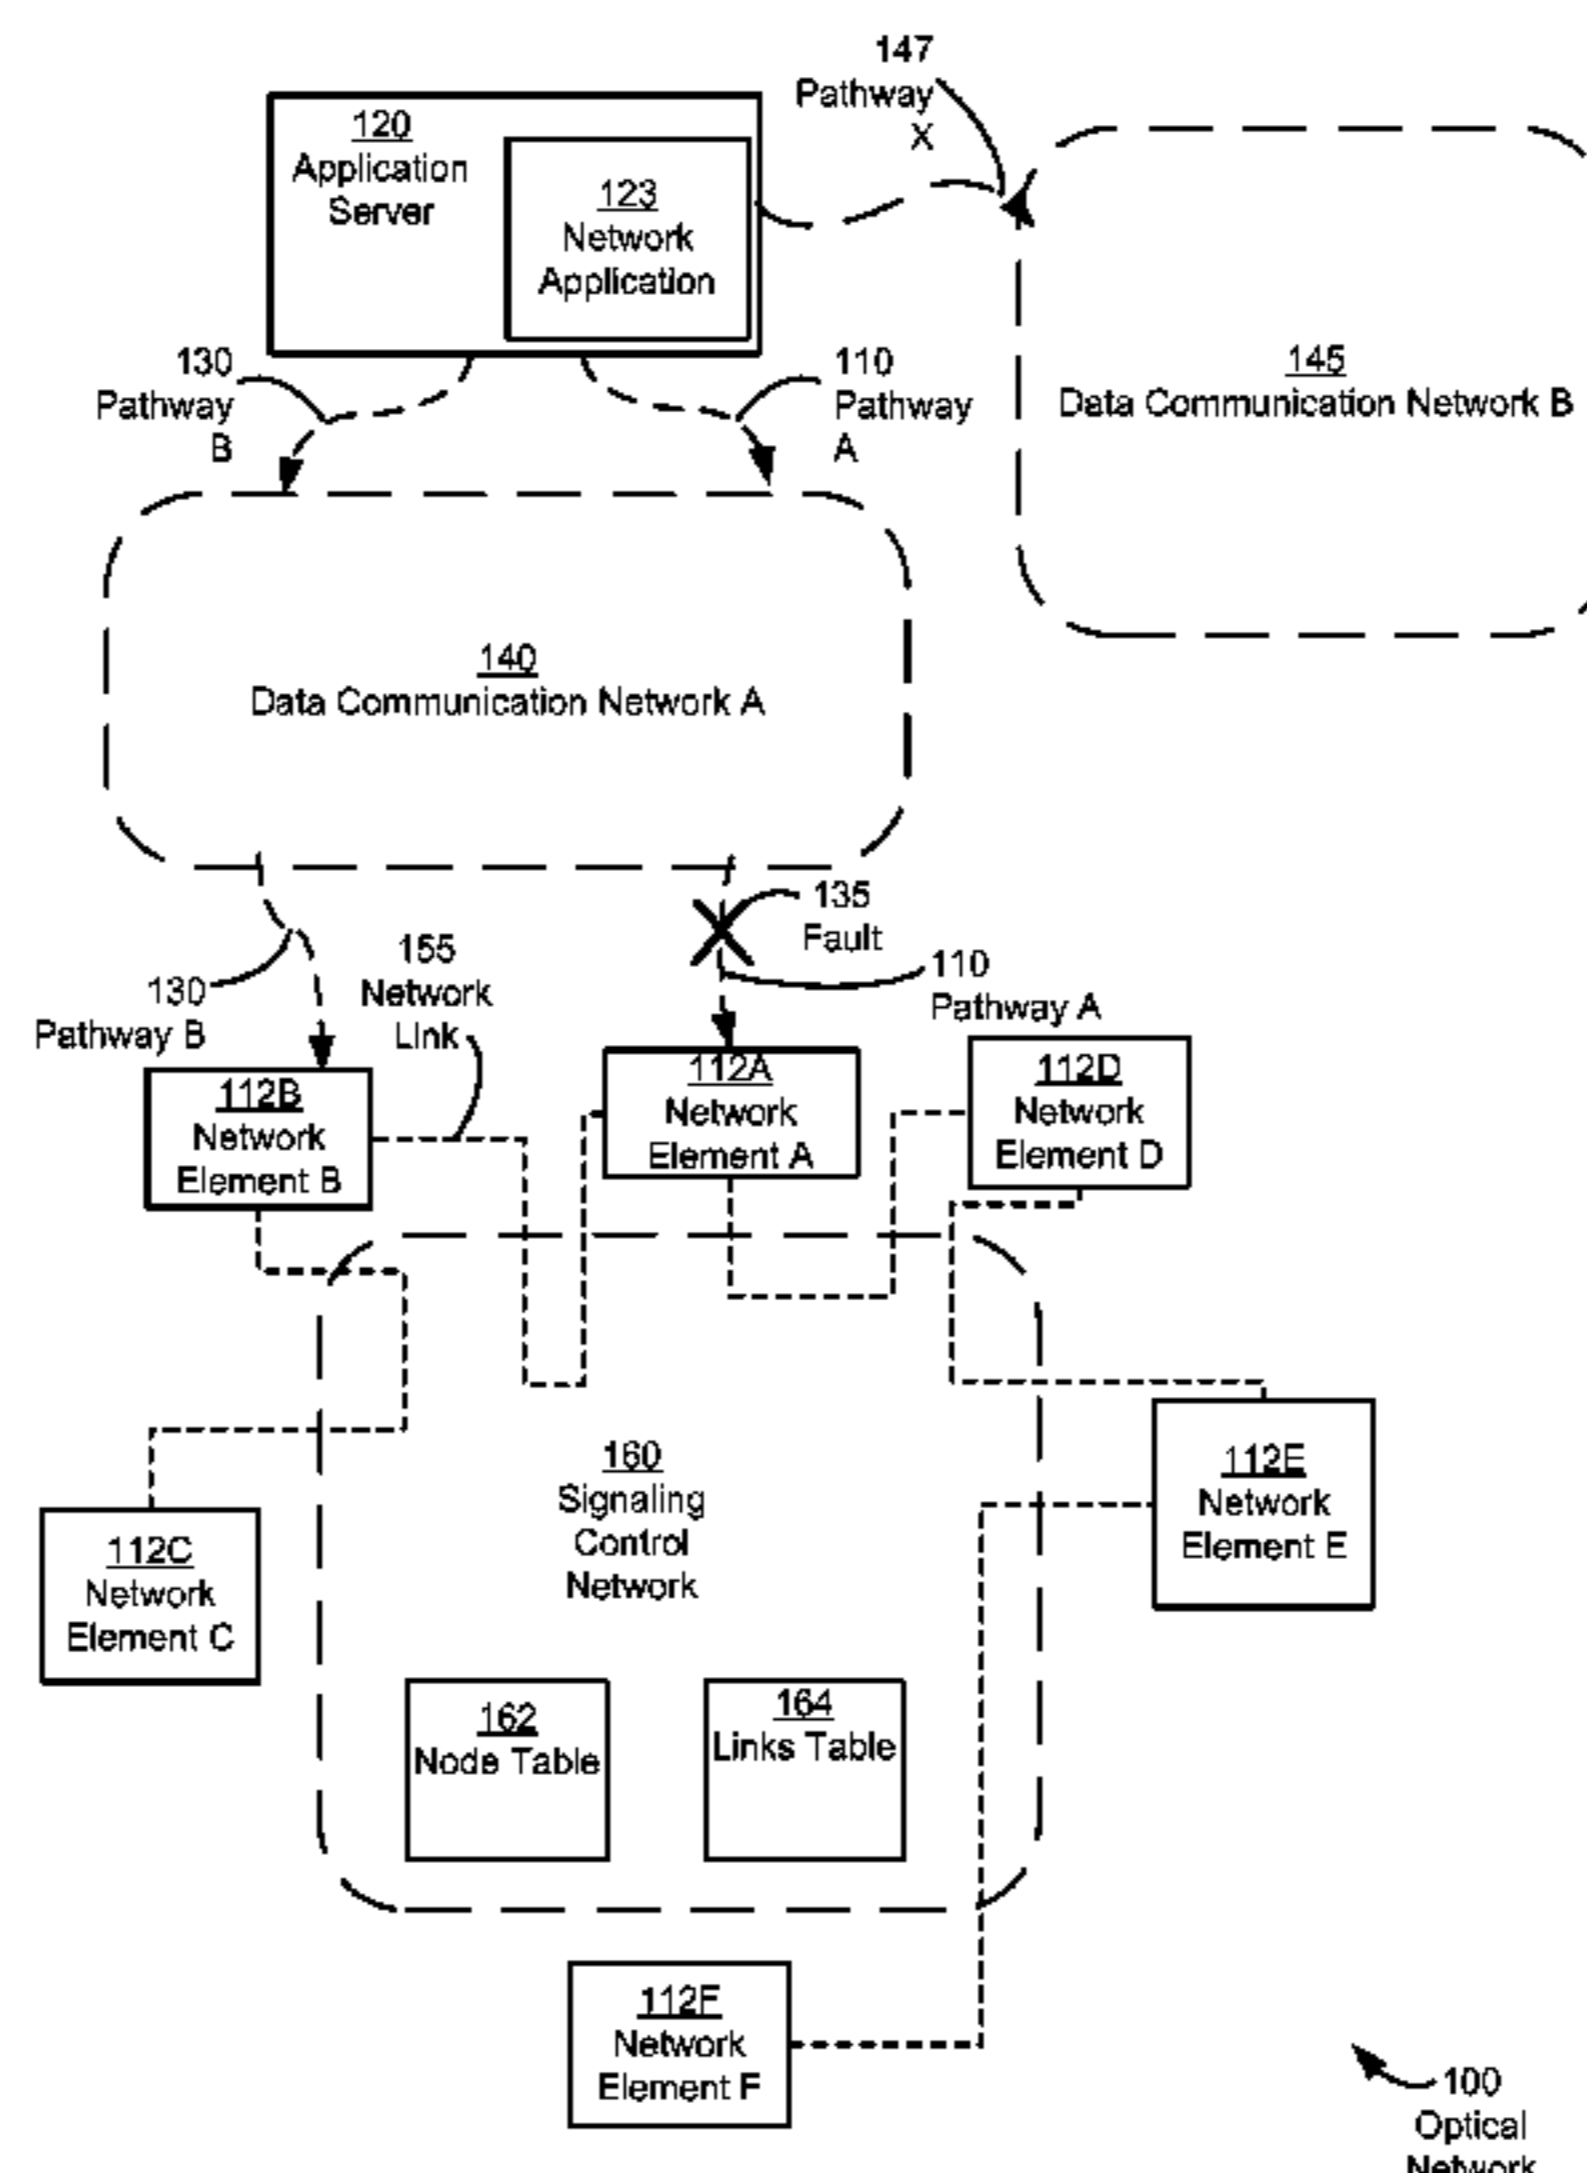 147
Pathway
X
120
Application
Server
123
Network
Application
130
Pathway
B
110
Pathway
A
145
Data Communication Network B
140
Data Communication Network A
135
Fault
130
Pathway B
155
Network
Link
110
Pathway A
112B
Network
Element B
112A
Network
Element A
112D
Network
Element D
160
Signaling
Control
Network
112E
Network
Element E
112C
Network
Element C
162
Node Table
164
Links Table
112F
Network
Element F
100
Optical
Network